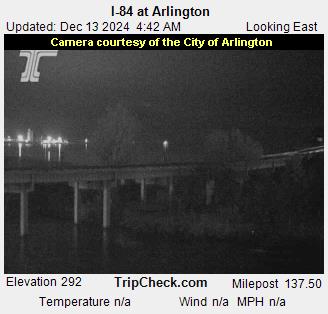 I-84 at Arlington
Updated: Dec 13 2024 4:42 AM Looking East
Camera courtesy of the City of Arlington
Elevation 292 TripCheck.com Milepost 137.50
Temperature n/a Wind n/a MPH n/a